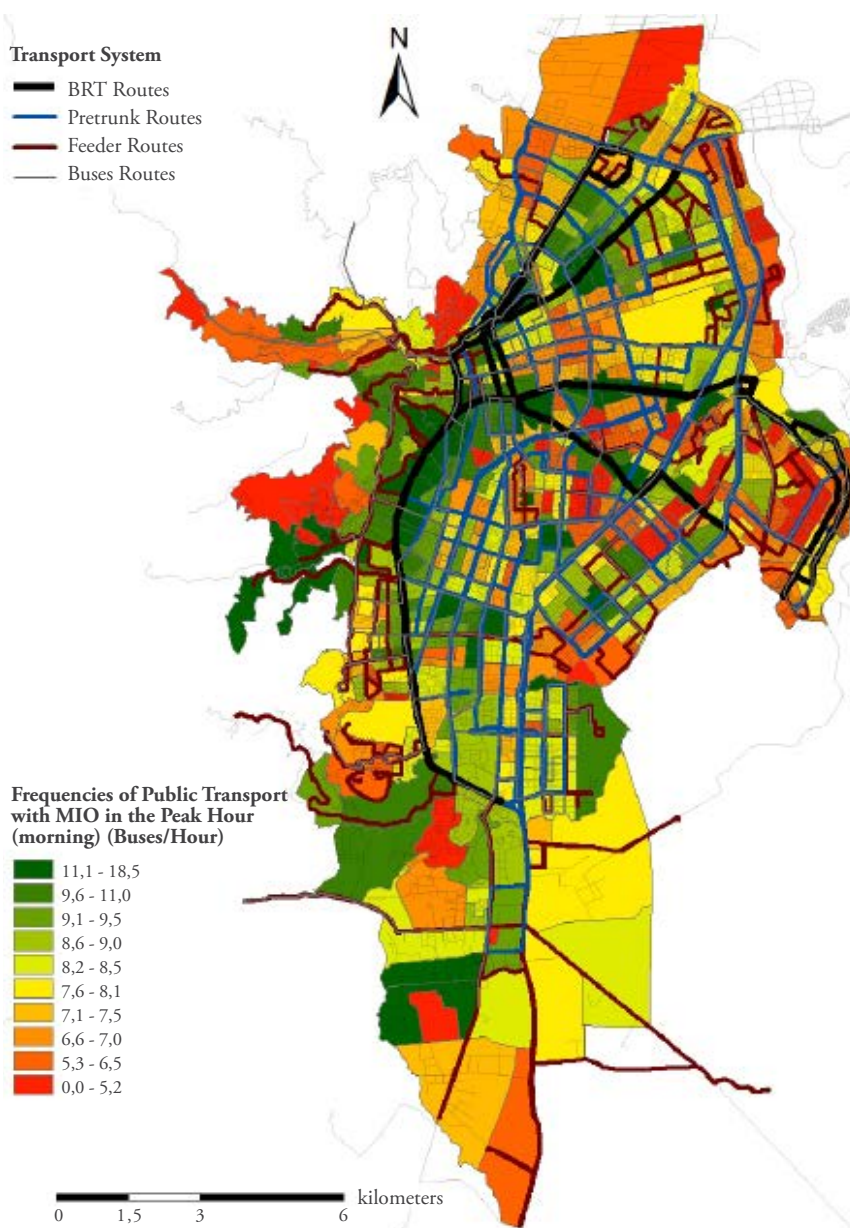 N
Transport System
BRT Routes
Pretrunk Routes
Feeder Routes
Buses Routes
Frequencies of Public Transport
with MIO in the Peak Hour
(morning) (Buses/Hour)
11,1 - 18,5
9,6 - 11,0
9,1 - 9,5
8,6 - 9,0
8,2 - 8,5
7,6 - 8,1
7,1 - 7,5
6,6 - 7,0
5,3 - 6,5
0,0 - 5,2
kilometers
0 1,5 3 6